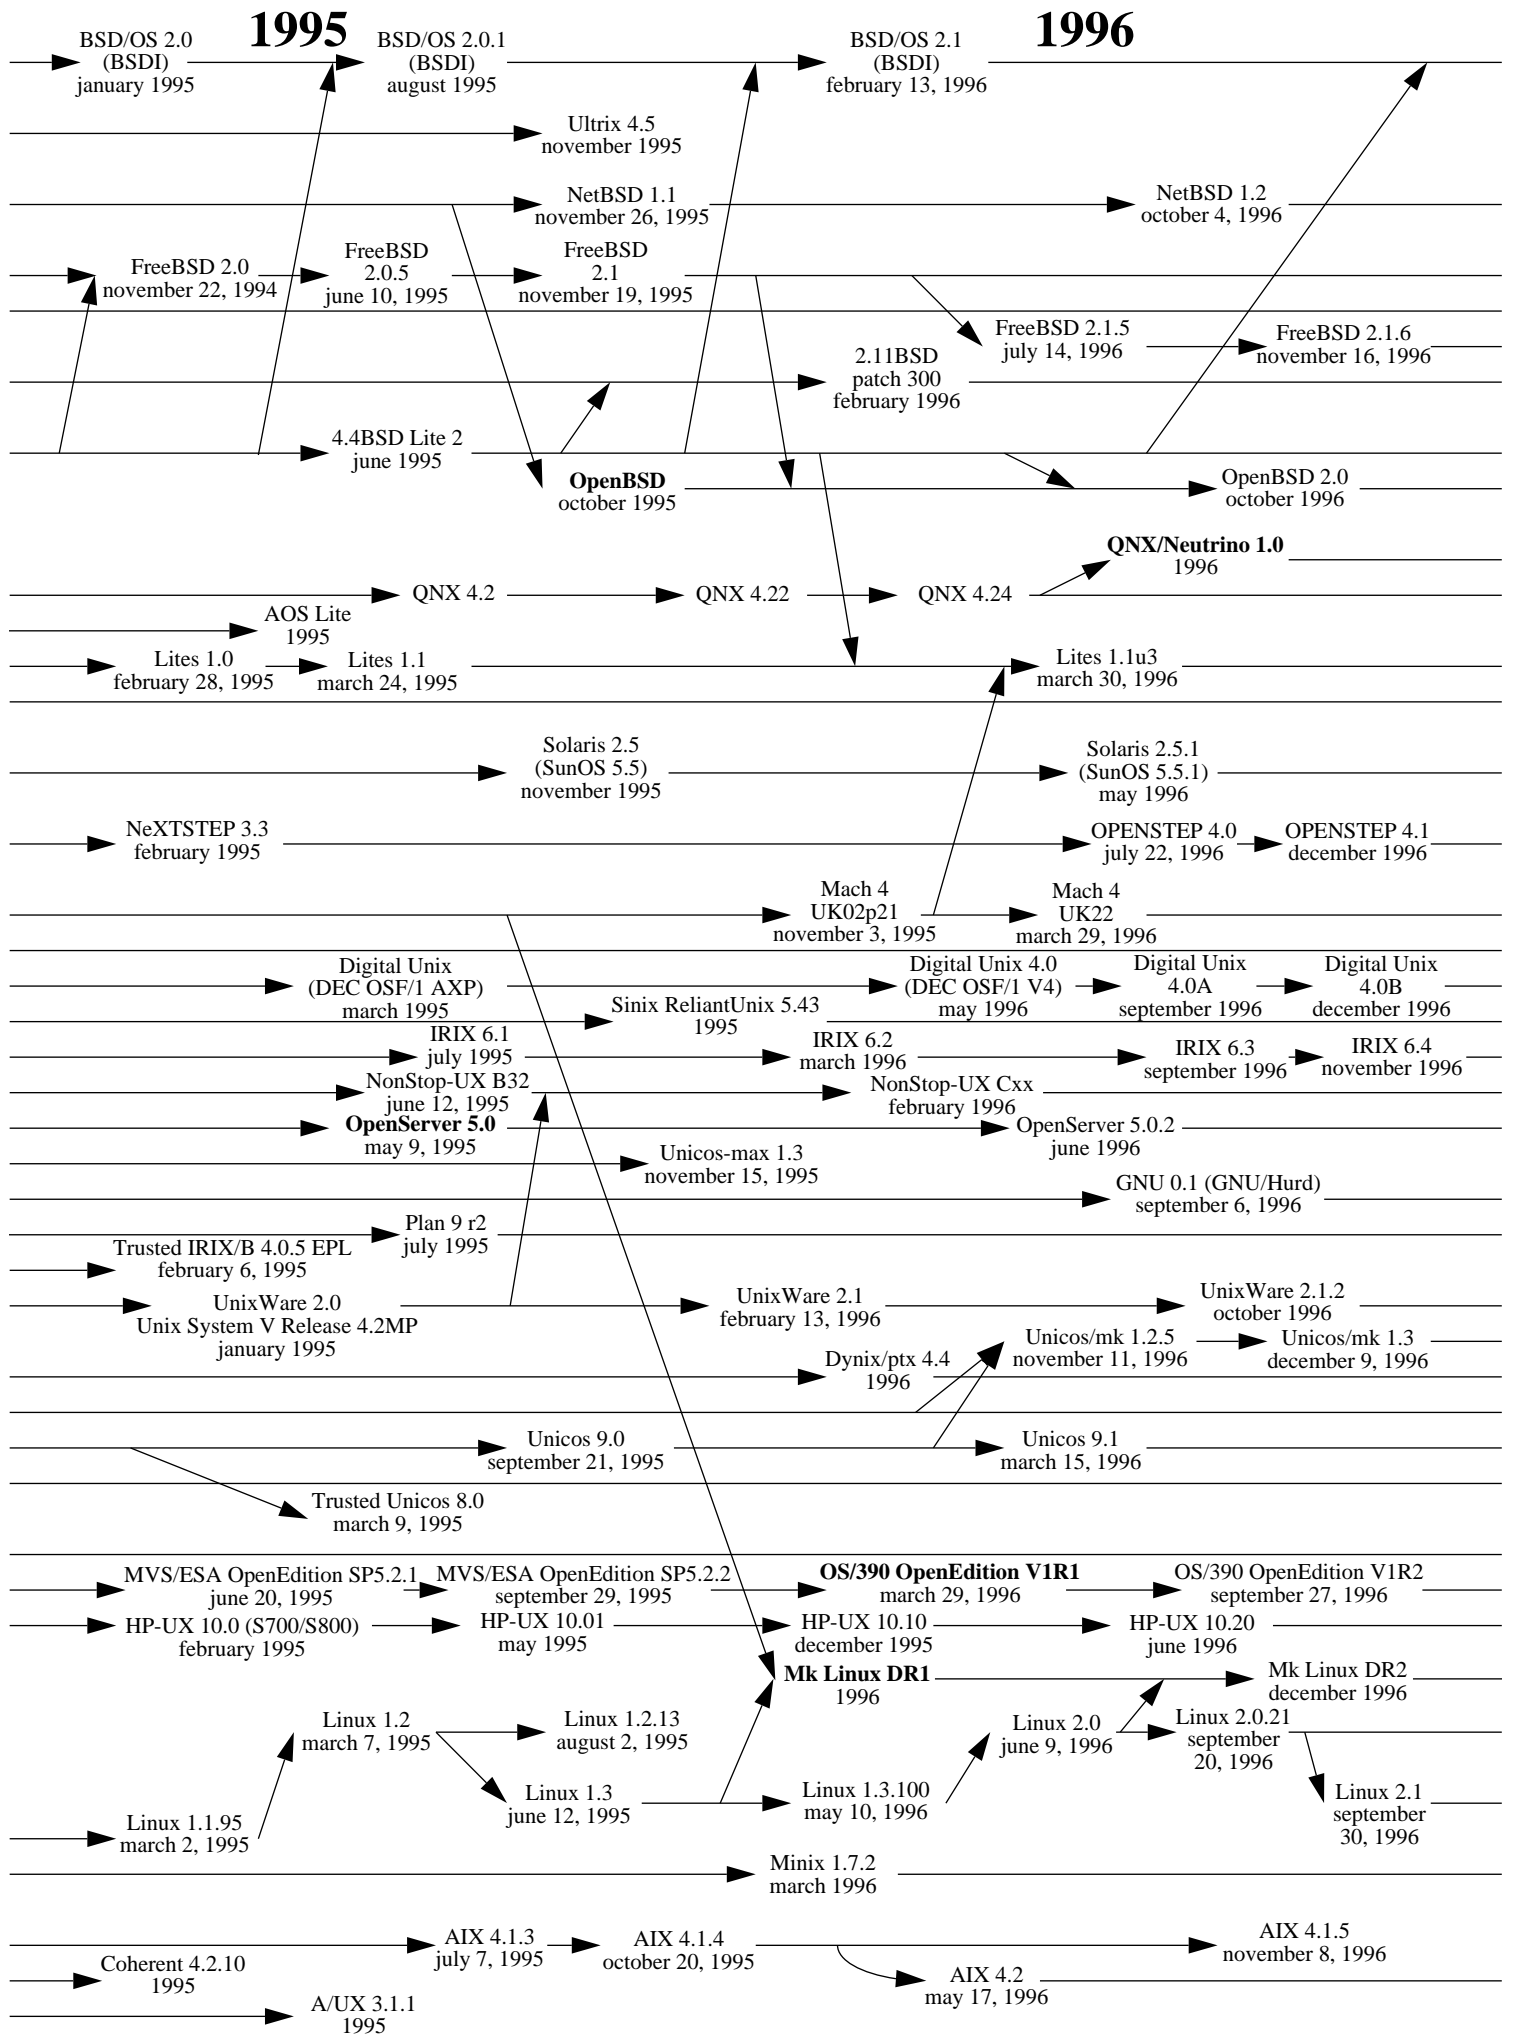 1995
1996
BSD/OS 2.0
(BSDI)
january 1995
BSD/OS 2.0.1
(BSDI)
august 1995
BSD/OS 2.1
(BSDI)
february 13, 1996
Ultrix 4.5
november 1995
NetBSD 1.1
november 26, 1995
NetBSD 1.2
october 4, 1996
FreeBSD 2.0
november 22, 1994
FreeBSD
2.0.5
june 10, 1995
FreeBSD
2.1
november 19, 1995
FreeBSD 2.1.5
july 14, 1996
FreeBSD 2.1.6
november 16, 1996
2.11BSD
patch 300
february 1996
4.4BSD Lite 2
june 1995
OpenBSD
october 1995
OpenBSD 2.0
october 1996
QNX/Neutrino 1.0
1996
QNX 4.2
QNX 4.22
QNX 4.24
AOS Lite
1995
Lites 1.0
february 28, 1995
Lites 1.1
march 24, 1995
Lites 1.1u3
march 30, 1996
Solaris 2.5
(SunOS 5.5)
november 1995
Solaris 2.5.1
(SunOS 5.5.1)
may 1996
NeXTSTEP 3.3
february 1995
OPENSTEP 4.0
july 22, 1996
OPENSTEP 4.1
december 1996
Mach 4
UK02p21
november 3, 1995
Mach 4
UK22
march 29, 1996
Digital Unix
(DEC OSF/1 AXP)
march 1995
Digital Unix 4.0
(DEC OSF/1 V4)
may 1996
Digital Unix
4.0A
september 1996
Digital Unix
4.0B
december 1996
Sinix ReliantUnix 5.43
1995
IRIX 6.1
july 1995
IRIX 6.2
march 1996
IRIX 6.3
september 1996
IRIX 6.4
november 1996
NonStop-UX B32
june 12, 1995
NonStop-UX Cxx
february 1996
OpenServer 5.0
may 9, 1995
OpenServer 5.0.2
june 1996
Unicos-max 1.3
november 15, 1995
GNU 0.1 (GNU/Hurd)
september 6, 1996
Plan 9 r2
july 1995
Trusted IRIX/B 4.0.5 EPL
february 6, 1995
UnixWare 2.0
Unix System V Release 4.2MP
january 1995
UnixWare 2.1
february 13, 1996
UnixWare 2.1.2
october 1996
Unicos/mk 1.2.5
november 11, 1996
Unicos/mk 1.3
december 9, 1996
Dynix/ptx 4.4
1996
Unicos 9.0
september 21, 1995
Unicos 9.1
march 15, 1996
Trusted Unicos 8.0
march 9, 1995
MVS/ESA OpenEdition SP5.2.1
june 20, 1995
MVS/ESA OpenEdition SP5.2.2
september 29, 1995
OS/390 OpenEdition V1R1
march 29, 1996
OS/390 OpenEdition V1R2
september 27, 1996
HP-UX 10.0 (S700/S800)
february 1995
HP-UX 10.01
may 1995
HP-UX 10.10
december 1995
HP-UX 10.20
june 1996
Mk Linux DR1
1996
Mk Linux DR2
december 1996
Linux 1.2
march 7, 1995
Linux 1.2.13
august 2, 1995
Linux 2.0
june 9, 1996
Linux 2.0.21
september
20, 1996
Linux 1.3
june 12, 1995
Linux 1.3.100
may 10, 1996
Linux 2.1
september
30, 1996
Linux 1.1.95
march 2, 1995
Minix 1.7.2
march 1996
AIX 4.1.3
july 7, 1995
AIX 4.1.4
october 20, 1995
AIX 4.1.5
november 8, 1996
Coherent 4.2.10
1995
AIX 4.2
may 17, 1996
A/UX 3.1.1
1995